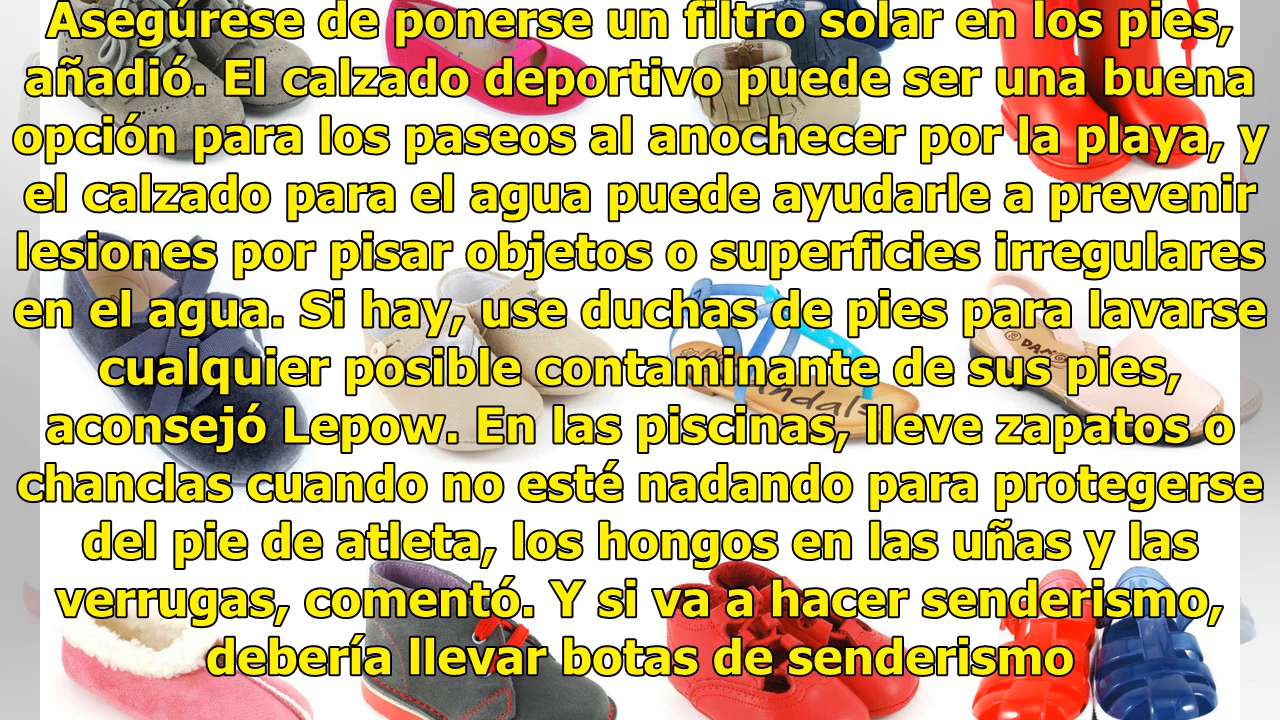 Asegúrese de ponerse un filtro solar en los pies,
añadió. El calzado deportivo puede ser una buena
opción para los paseos al anochecer por la playa, y
el calzado para el agua puede ayudarle a prevenir
lesiones por pisar objetos o superficies irregulares
en el agua. Si hay, use duchas de pies para lavarse
cualquier posible contaminante de sus pies,
aconsejó Lepow. En las piscinas, lleve zapatos o
chanclas cuando no esté nadando para protegerse
del pie de atleta, los hongos en las uñas y las
verrugas, comentó. Y si va a hacer senderismo,
debería llevar botas de senderismo